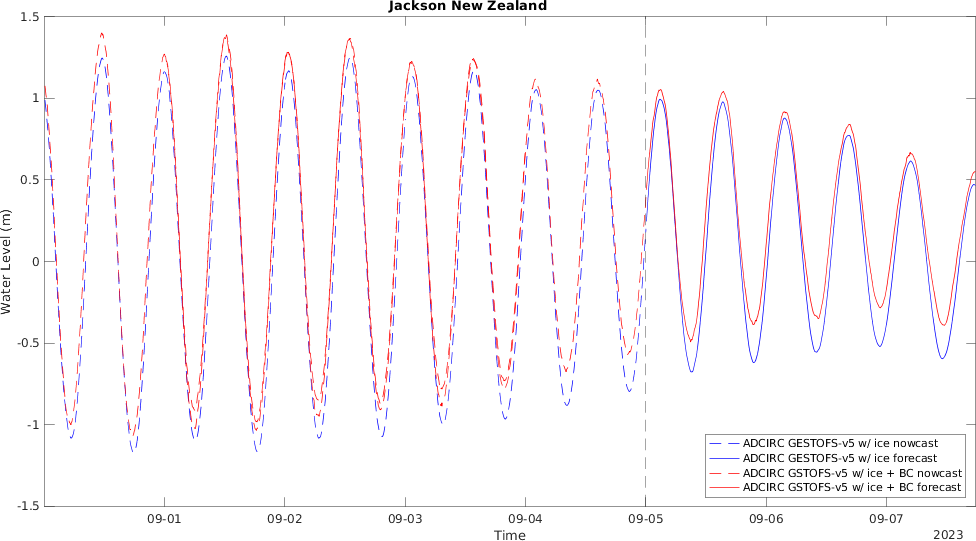 Jackson New Zealand
Water Level (m)
1.5
1
0.5
0
-0.5
-1
-1.5
ADCIRC GESTOFS-v5 w/ ice nowcast
ADCIRC GESTOFS-v5 w/ ice forecast
ADCIRC GSTOFS-v5 w/ ice + BC nowcast
ADCIRC GSTOFS-v5 w/ ice + BC forecast
09-01 09-02 09-03 09-04 09-05 09-06 09-07
Time
2023